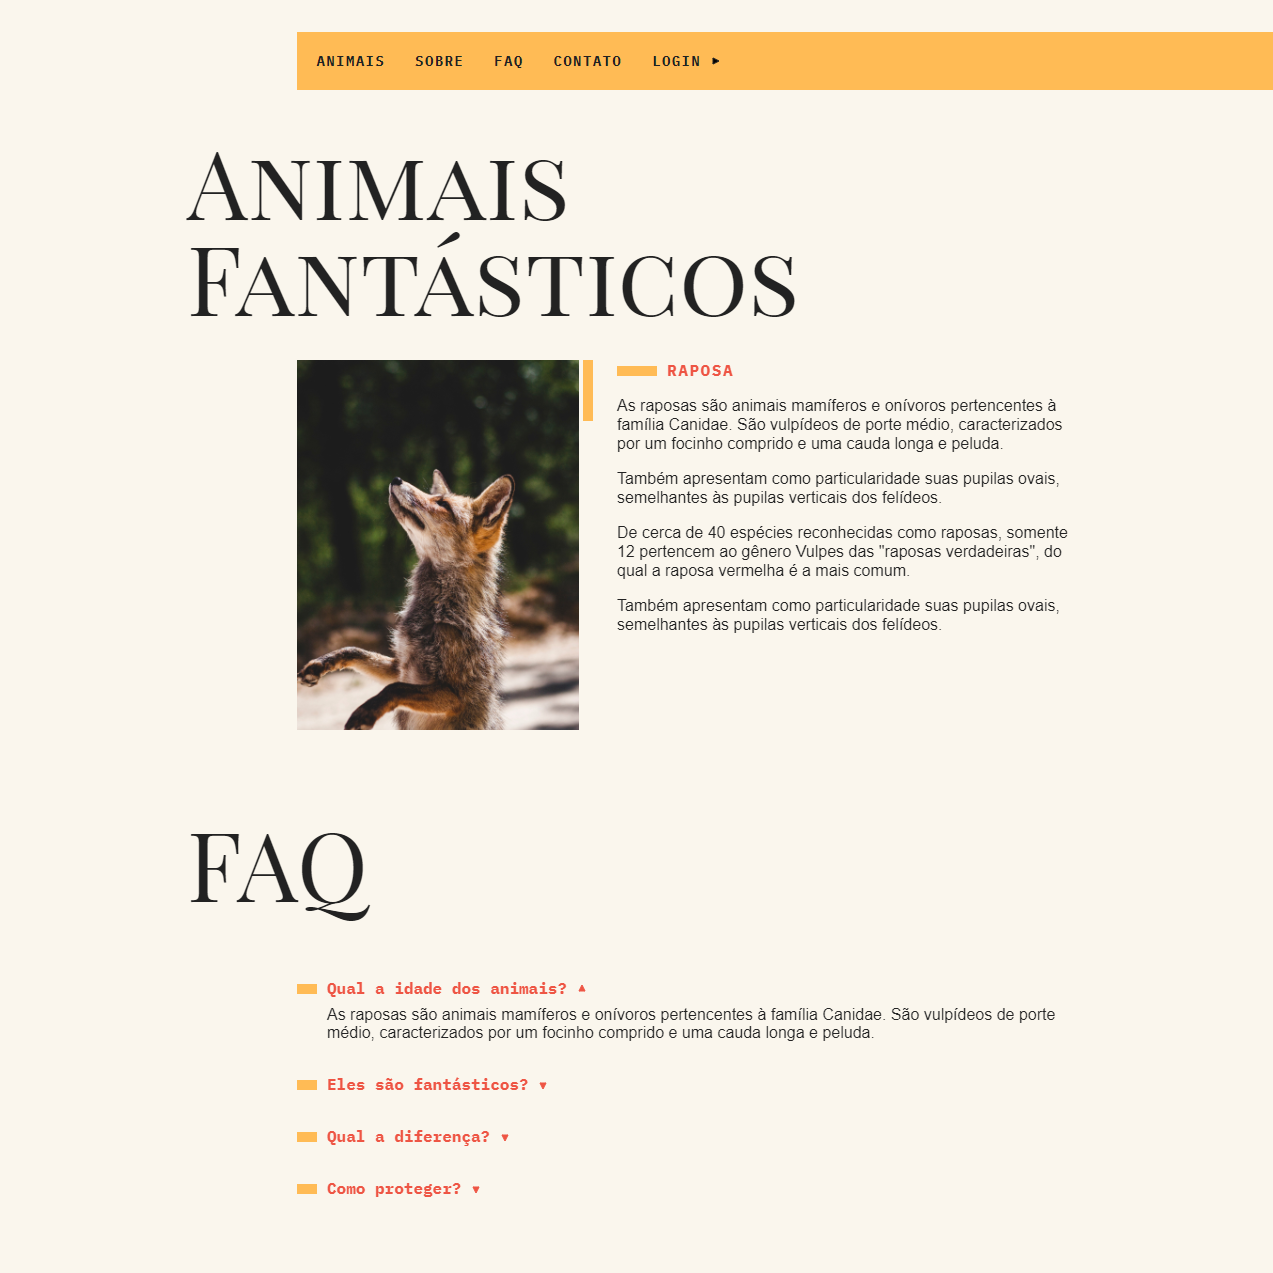 ANIMAIS SOBRE FAQ CONTATO LOGIN ▸
ANIMAIS
FANTÁSTICOS
RAPOSA
As raposas são animais mamíferos e onívoros pertencentes à
família Canidae. São vulpídeos de porte médio, caracterizados
por um focinho comprido e uma cauda longa e peluda.
Também apresentam como particularidade suas pupilas ovais,
semelhantes às pupilas verticais dos felídeos.
De cerca de 40 espécies reconhecidas como raposas, somente
12 pertencem ao gênero Vulpes das "raposas verdadeiras", do
qual a raposa vermelha é a mais comum.
Também apresentam como particularidade suas pupilas ovais,
semelhantes às pupilas verticais dos felídeos.
FAQ
Qual a idade dos animais? ▴
As raposas são animais mamíferos e onívoros pertencentes à família Canidae. São vulpídeos de porte
médio, caracterizados por um focinho comprido e uma cauda longa e peluda.
Eles são fantásticos? ▾
Qual a diferença? ▾
Como proteger? ▾